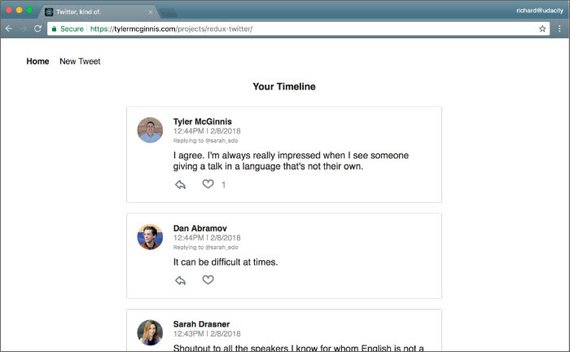 Twitter, kind of.
richard@udacity
Secure https://tylermcginnis.com/projects/redux-twitter/
Home New Tweet
Your Timeline
Tyler McGinnis
12:44PM | 2/8/2018
Replying to @sarah_edo
I agree. I'm always really impressed when I see someone
giving a talk in a language that's not their own.
1
Dan Abramov
12:44PM | 2/8/2018
Replying to @sarah_edo
It can be difficult at times.
Sarah Drasner
12:43PM | 2/8/2018
Shoutout to all the speakers I know for whom English is not a